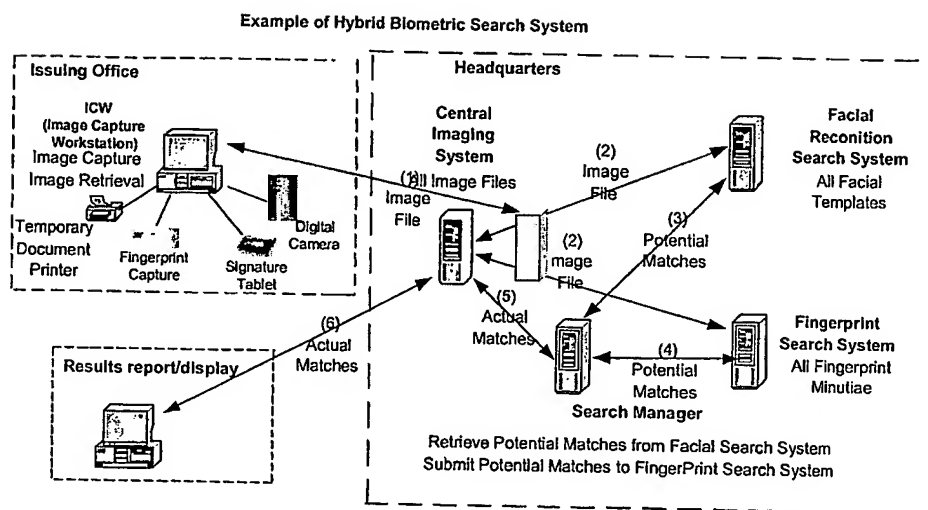 Example of Hybrid Biometric Search System
Issuing Office
ICW
(Image Capture
Workstation)
Image Capture
Image Retrieval
Temporary
Document
Printer
Fingerprint
Capture
Signature
Tablet
Digital
Camera
Results report/display
Headquarters
Central
Imaging
System
All Image Files
(1)
Image
File
(2)
Image
File
(2)
mage
File
Facial
Reconition
Search System
All Facial
Templates
(3)
Potential
Matches
(5)
Actual
Matches
(4)
Potential
Matches
Fingerprint
Search System
All Fingerprint
Minutiae
Search Manager
(6)
Actual
Matches
Retrieve Potential Matches from Facial Search System
Submit Potential Matches to FingerPrint Search System